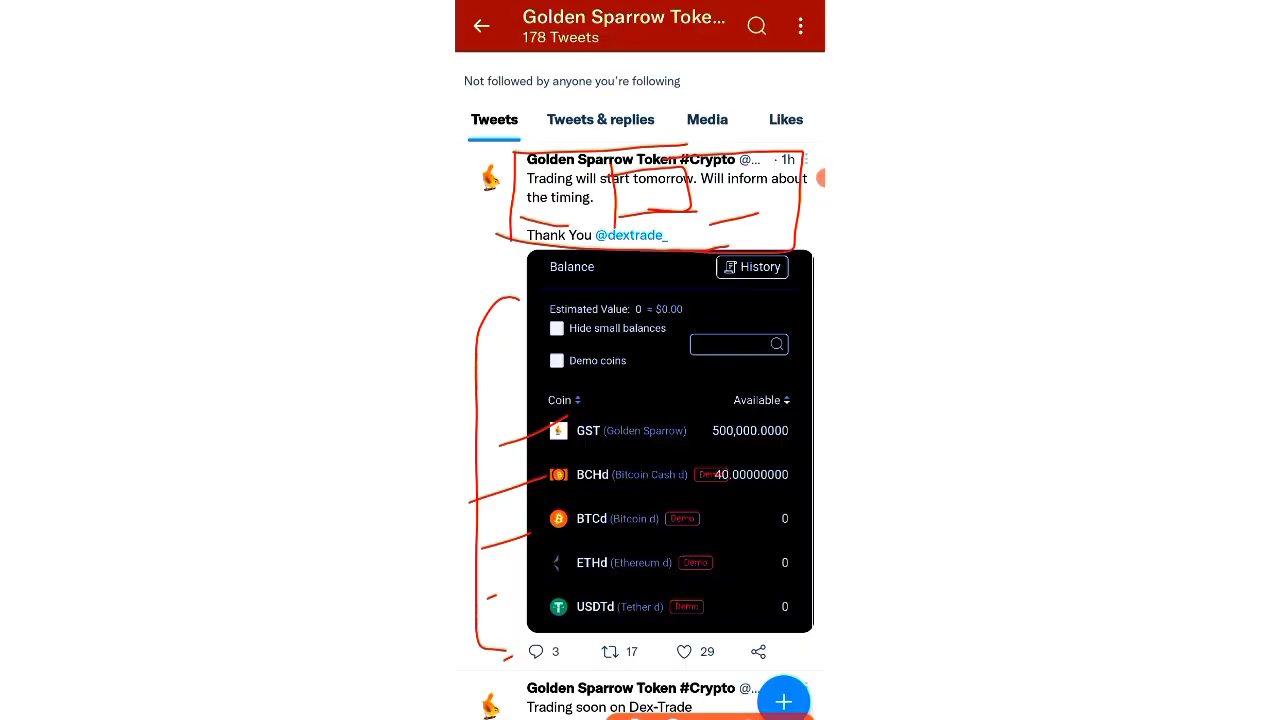 Golden Sparrow Toke...
178 Tweets
Not followed by anyone you're following
Tweets
Tweets & replies
Media
Likes
Golden Sparrow Token #Crypto @... · 1h
Trading will start tomorrow. Will inform about
the timing.
Thank You @dextrade_
Balance
History
Estimated Value: 0 ≈ $0.00
Hide small balances
Demo coins
Coin
Available
GST (Golden Sparrow) 500,000.0000
BCHd (Bitcoin Cash d) Demo 40.00000000
BTCd (Bitcoin d) Demo 0
ETHd (Ethereum d) Demo 0
USDTd (Tether d) Demo 0
3 17 29
Golden Sparrow Token #Crypto @...
Trading soon on Dex-Trade